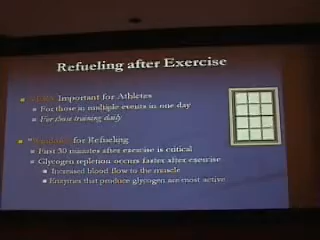 Refueling after Exercise
Important for Athletes
For those in multiple events in one day
For those training daily
"Window" for Refueling
First 30 minutes after exercise is critical
Glycogen repletion occurs faster after exercise
Increased blood flow to the muscle
Enzymes that produce glycogen are most active